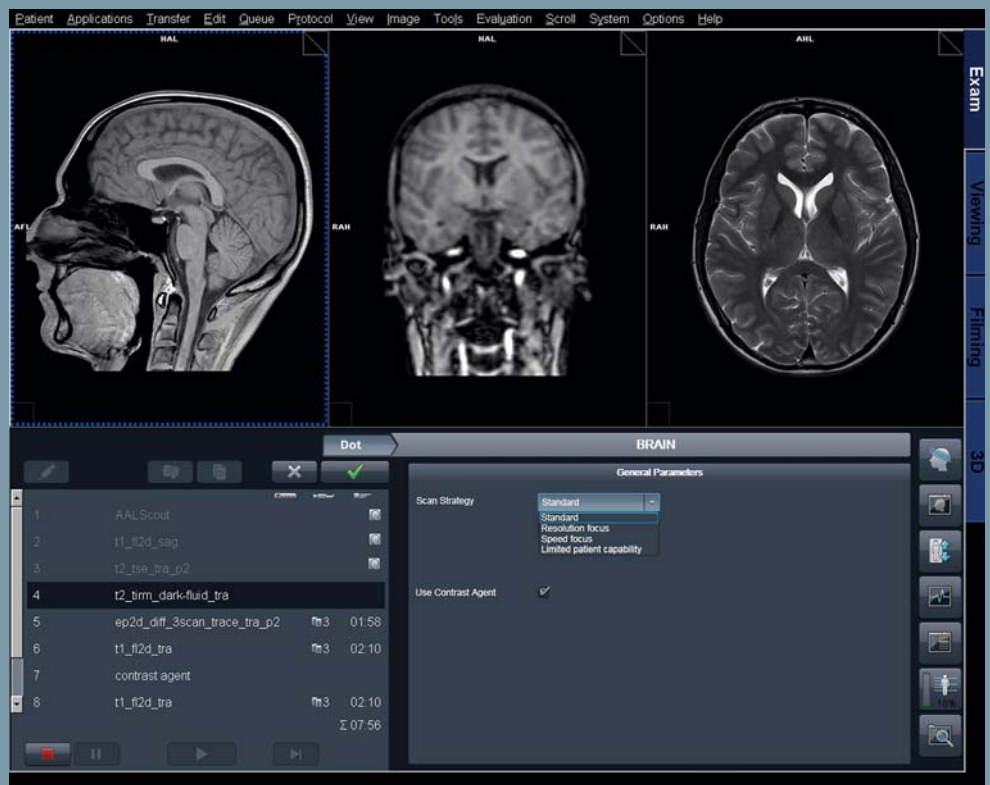 Patient Applications Transfer Edit Queue Protocol View Image Tools Evaluation Scroll System Options Help
HAL
HAL
AHL
AFL
RAH
RAH
Exam
Viewing
Filming
3D
Dot
BRAIN
General Parameters
1 AALScout
2 t1_fl2d_sag
3 t2_tse_tra_p2
4 t2_tirm_dark-fluid_tra
5 ep2d_diff_3scan_trace_tra_p2 3 01:58
6 t1_fl2d_tra 3 02:10
7 contrast agent
8 t1_fl2d_tra 3 02:10
Σ 07:56
Scan Strategy Standard
Standard
Resolution focus
Speed focus
Limited patient capability
Use Contrast Agent
10%